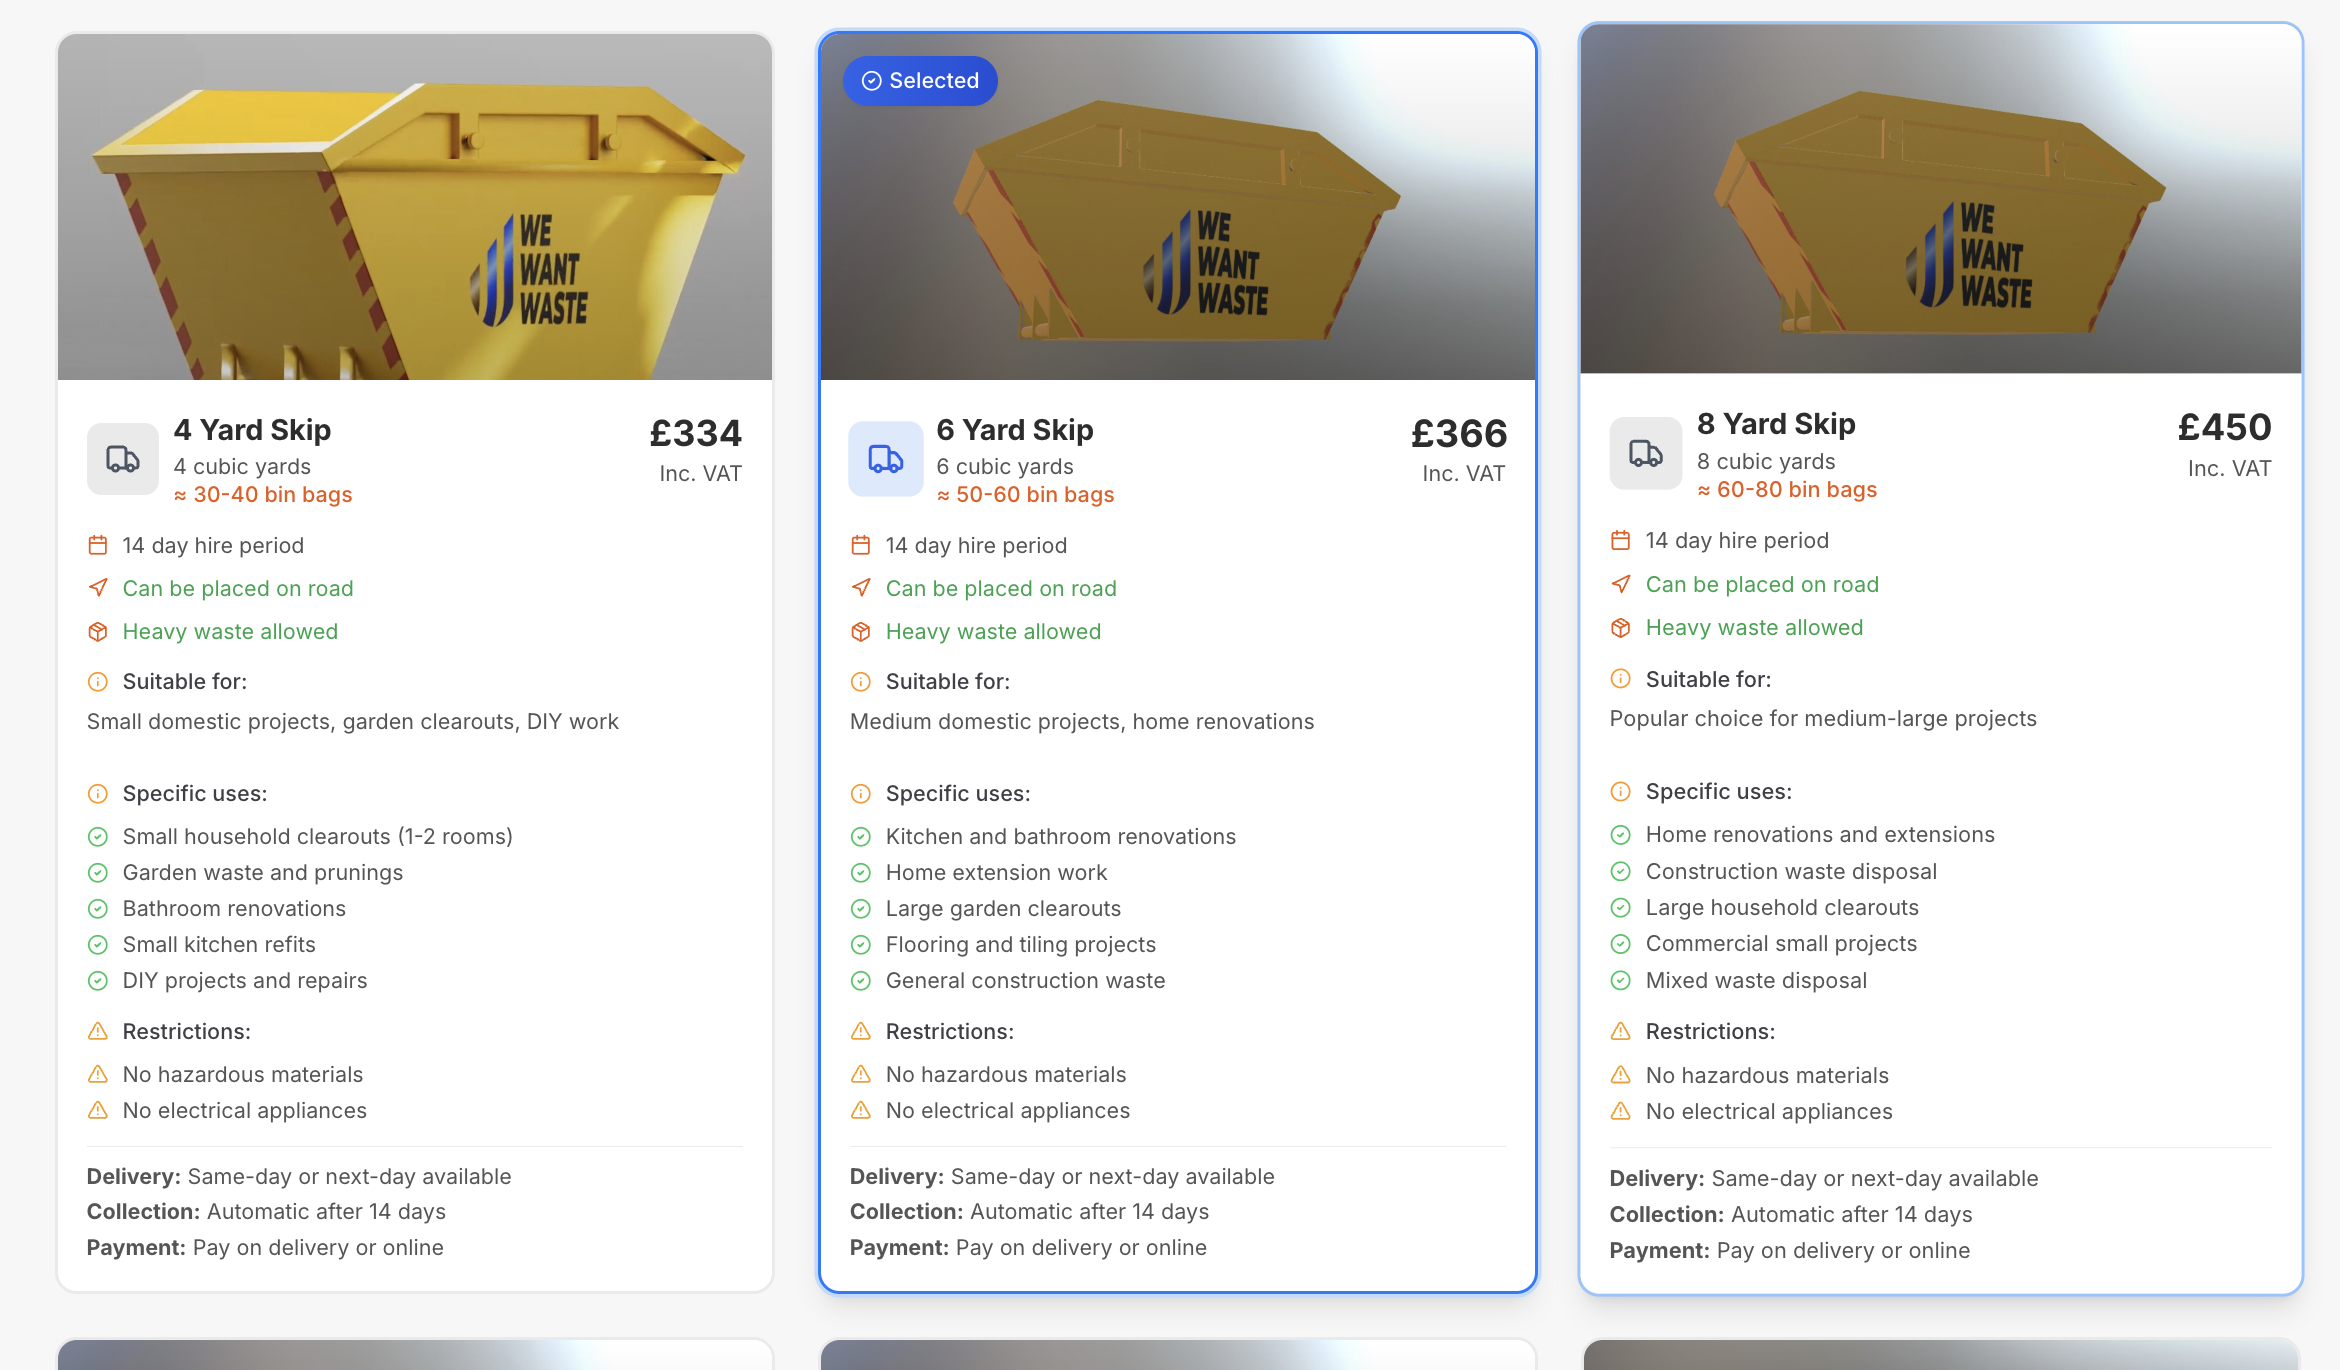 WE
WANT
WASTE
4 Yard Skip
£334
4 cubic yards
Inc. VAT
≈ 30-40 bin bags
14 day hire period
Can be placed on road
Heavy waste allowed
Suitable for:
Small domestic projects, garden clearouts, DIY work
Specific uses:
Small household clearouts (1-2 rooms)
Garden waste and prunings
Bathroom renovations
Small kitchen refits
DIY projects and repairs
Restrictions:
No hazardous materials
No electrical appliances
Delivery: Same-day or next-day available
Collection: Automatic after 14 days
Payment: Pay on delivery or online
Selected
WE
WANT
WASTE
6 Yard Skip
£366
6 cubic yards
Inc. VAT
≈ 50-60 bin bags
14 day hire period
Can be placed on road
Heavy waste allowed
Suitable for:
Medium domestic projects, home renovations
Specific uses:
Kitchen and bathroom renovations
Home extension work
Large garden clearouts
Flooring and tiling projects
General construction waste
Restrictions:
No hazardous materials
No electrical appliances
Delivery: Same-day or next-day available
Collection: Automatic after 14 days
Payment: Pay on delivery or online
WE
WANT
WASTE
8 Yard Skip
£450
8 cubic yards
Inc. VAT
≈ 60-80 bin bags
14 day hire period
Can be placed on road
Heavy waste allowed
Suitable for:
Popular choice for medium-large projects
Specific uses:
Home renovations and extensions
Construction waste disposal
Large household clearouts
Commercial small projects
Mixed waste disposal
Restrictions:
No hazardous materials
No electrical appliances
Delivery: Same-day or next-day available
Collection: Automatic after 14 days
Payment: Pay on delivery or online